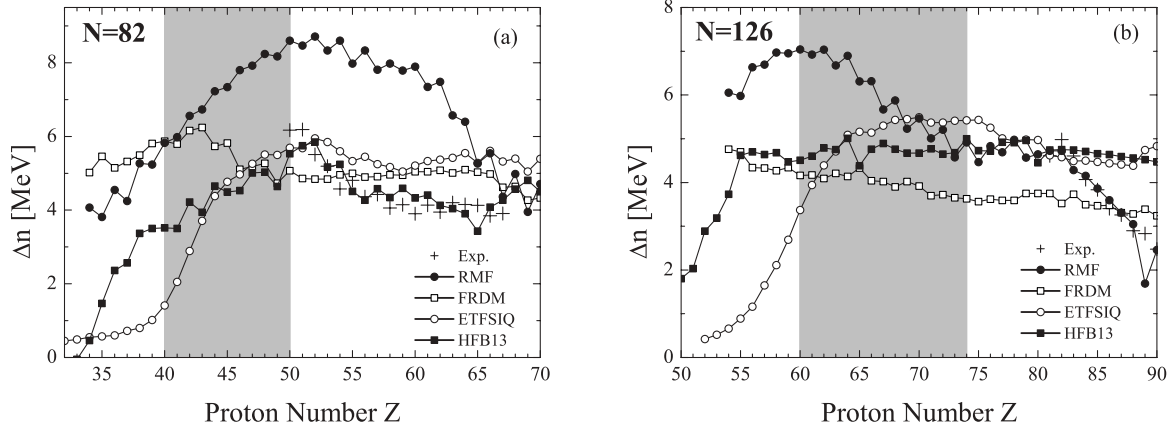 N=82
(a)
Δn [MeV]
8
6
4
2
0
Exp.
RMF
FRDM
ETFSIQ
HFB13
35 40 45 50 55 60 65 70
Proton Number Z
N=126
(b)
Δn [MeV]
8
6
4
2
0
Exp.
RMF
FRDM
ETFSIQ
HFB13
50 55 60 65 70 75 80 85 90
Proton Number Z